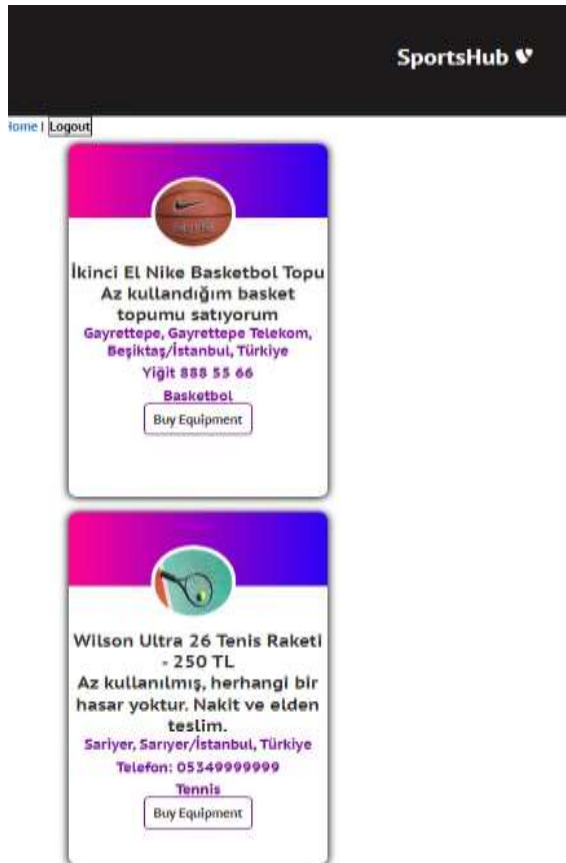 SportsHub
Home | Logout
İkinci El Nike Basketbol Topu
Az kullandığım basket
topumu satıyorum
Gayrettepe, Gayrettepe Telekom,
Beşiktaş/İstanbul, Türkiye
Yiğit 888 55 66
Basketbol
Buy Equipment
Wilson Ultra 26 Tenis Raketi
- 250 TL
Az kullanılmış, herhangi bir
hasar yoktur. Nakit ve elden
teslim.
Sariyer, Sarıyer/İstanbul, Türkiye
Telefon: 05349999999
Tennis
Buy Equipment